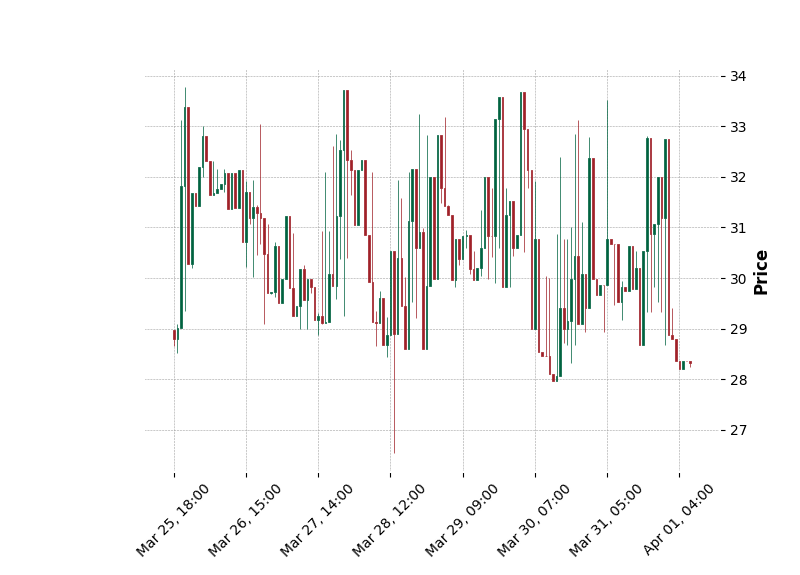 34
33
32
31
30
29
28
27
Price
Mar 25, 18:00
Mar 26, 15:00
Mar 27, 14:00
Mar 28, 12:00
Mar 29, 09:00
Mar 30, 07:00
Mar 31, 05:00
Apr 01, 04:00